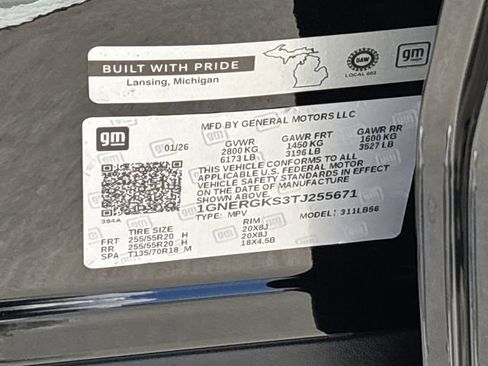 BUILT WITH PRIDE
Lansing, Michigan
UAW
LOCAL 602
gm
MFD BY GENERAL MOTORS LLC
gm
01/26
GVWR GAWR FRT GAWR RR
2800 KG 1450 KG 1600 KG
6173 LB 3196 LB 3527 LB
THIS VEHICLE CONFORMS TO ALL
APPLICABLE U.S. FEDERAL MOTOR
VEHICLE SAFETY STANDARDS IN EFFECT
ON THE DATE OF MANUFACTURE
1GNERGKS3TJ255671
384A
TYPE: MPV MODEL: 311LB56
TIRE SIZE RIM
FRT 255/55R20 H 20X8J
RR 255/55R20 H 20X8J
SPA T135/70R18 M 18X4.5B